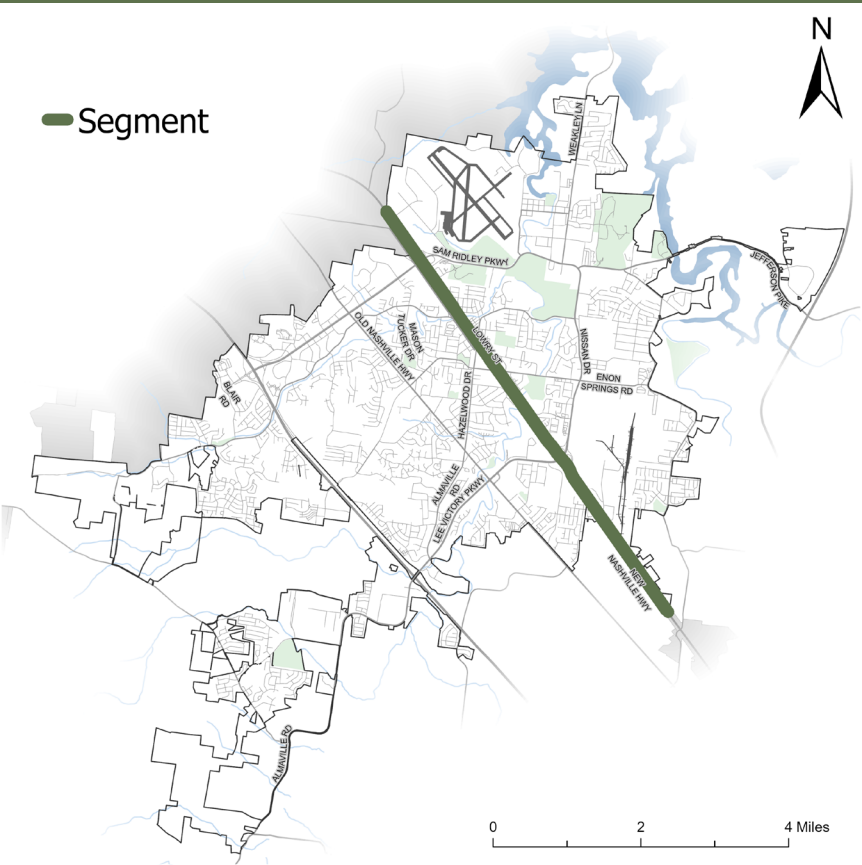 N
Segment
WEAKLEY LN
SAM RIDLEY PKWY
JEFFERSON PIKE
OLD NASHVILLE HWY
MASON
TUCKER DR
LOWRY ST
NISSAN DR
ENON
SPRINGS RD
BLAIR
RD
HAZELWOOD DR
ALMAVILLE
RD
LEE VICTORY PKWY
NEW
NASHVILLE HWY
ALMAVILLE RD
0 2 4 Miles